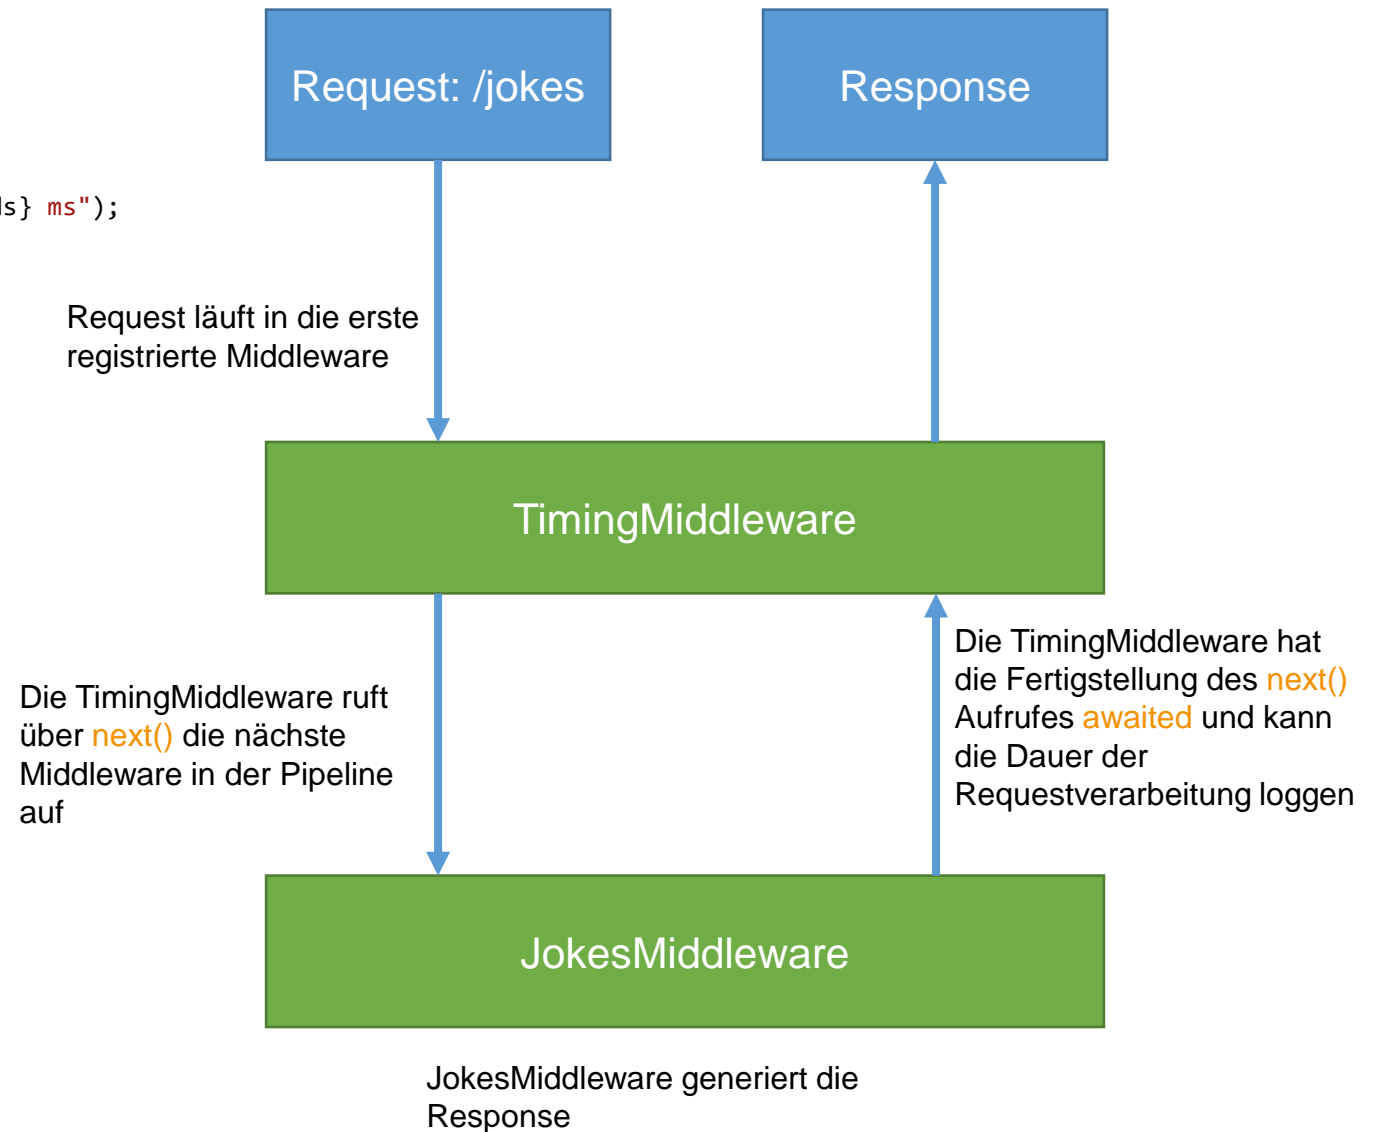 Request: /jokes
Response
s} ms");
Request läuft in die erste
registrierte Middleware
TimingMiddleware
Die TimingMiddleware ruft
über next() die nächste
Middleware in der Pipeline
auf
Die TimingMiddleware hat
die Fertigstellung des next()
Aufrufes awaited und kann
die Dauer der
Requestverarbeitung loggen
JokesMiddleware
JokesMiddleware generiert die
Response